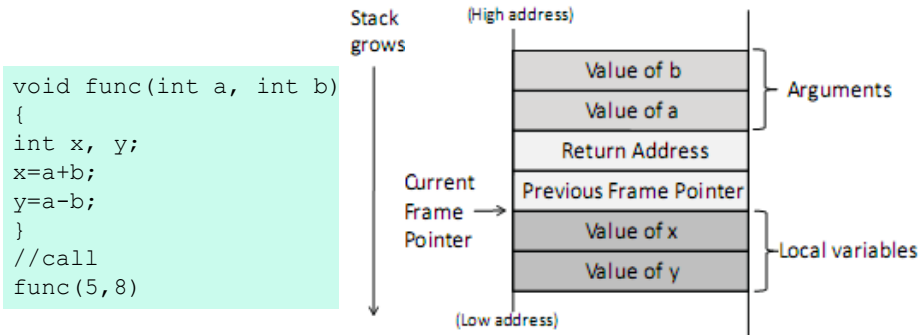 void func(int a, int b)
{
int x, y;
x=a+b;
y=a-b;
}
//call
func(5,8)
Stack
grows
(High address)
Value of b
Value of a
Arguments
Return Address
Previous Frame Pointer
Current
Frame
Pointer
Value of x
Value of y
Local variables
(Low address)